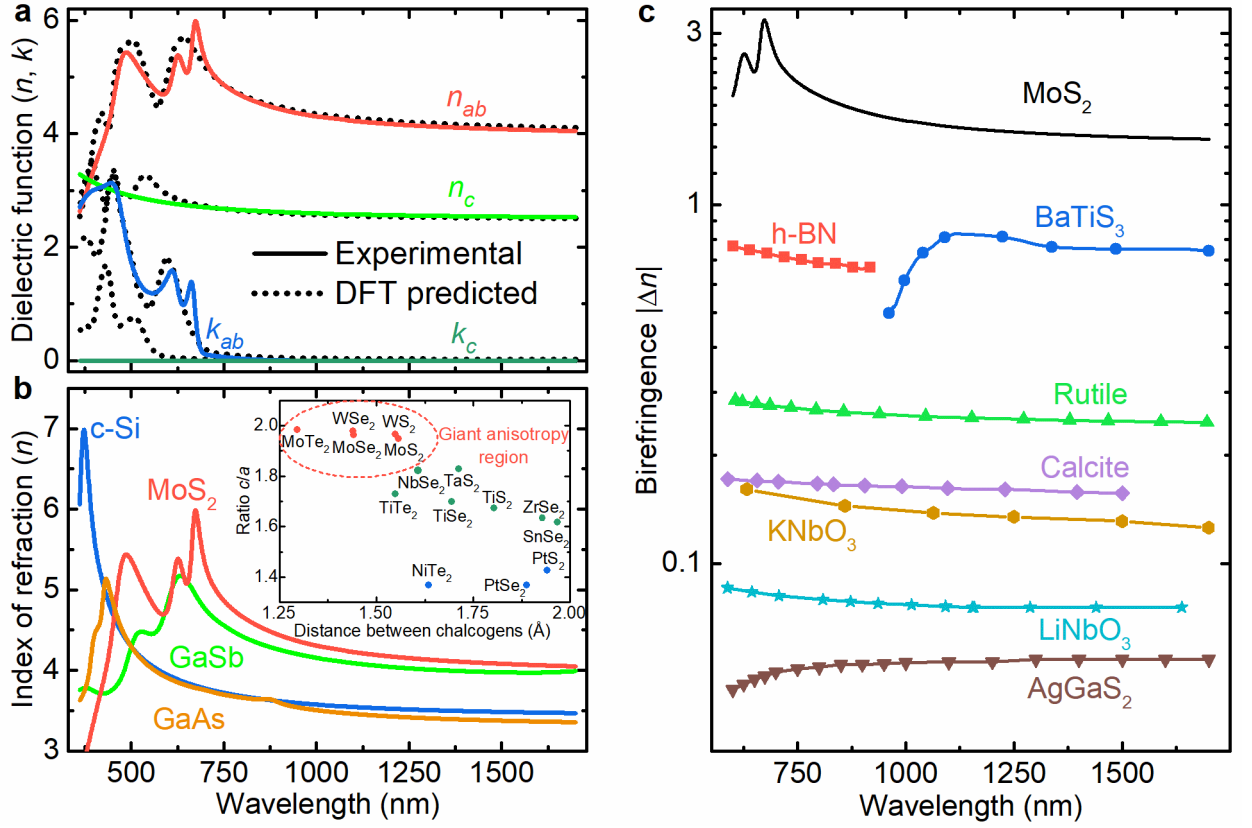 a
Dielectric function (n, k)
6
4
2
0
n_ab
n_c
Experimental
DFT predicted
k_ab
k_c
b
Index of refraction (n)
7
6
5
4
3
c-Si
MoS₂
GaSb
GaAs
500
750
1000
1250
1500
Wavelength (nm)
Ratio c/a
2.0
2.0
1.8
1.6
1.4
WSe₂
WS₂
MoTe₂
MoSe₂
MoS₂
Giant anisotropy
region
NbSe₂
TaS₂
TiTe₂
TiSe₂
TiS₂
ZrSe₂
SnSe₂
PtS₂
NiTe₂
PtSe₂
1.25
1.50
1.75
2.00
Distance between chalcogens (Å)
c
Birefringence |Δn|
3
1
0.1
MoS₂
h-BN
BaTiS₃
Rutile
Calcite
KNbO₃
LiNbO₃
AgGaS₂
750
1000
1250
1500
Wavelength (nm)